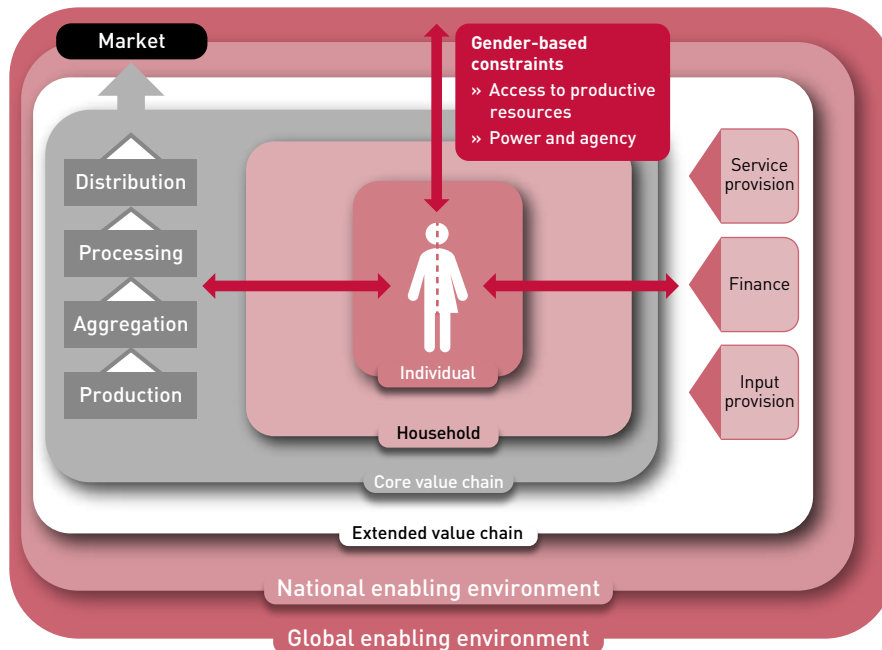 Market
Gender-based
constraints
» Access to productive
resources
» Power and agency
Distribution
Processing
Aggregation
Production
Service
provision
Finance
Input
provision
Individual
Household
Core value chain
Extended value chain
National enabling environment
Global enabling environment